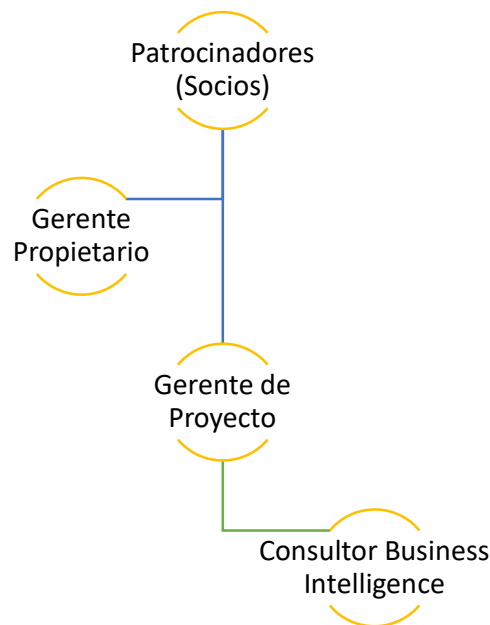 Patrocinadores
(Socios)
Gerente
Propietario
Gerente de
Proyecto
Consultor Business
Intelligence